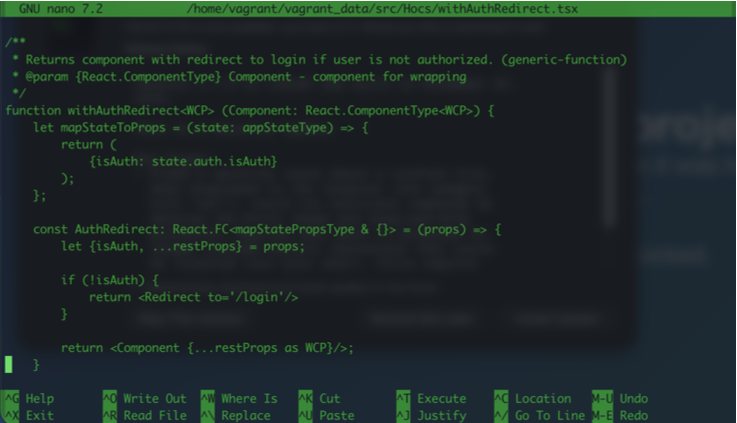 GNU nano 7.2 /home/vagrant/vagrant_data/src/Hocs/withAuthRedirect.tsx
/**
 * Returns component with redirect to login if user is not authorized. (generic-function)
 * @param {React.ComponentType} Component - component for wrapping
 */
function withAuthRedirect<WCP> (Component: React.ComponentType<WCP>) {
    let mapStateToProps = (state: appStateType) => {
        return (
            {isAuth: state.auth.isAuth}
        );
    };
    const AuthRedirect: React.FC<mapStatePropsType & {}> = (props) => {
        let {isAuth, ...restProps} = props;
        if (!isAuth) {
            return <Redirect to='/login'/>
        }
        return <Component {...restProps as WCP}/>;
    }
^G Help ^O Write Out ^W Where Is ^K Cut ^T Execute ^C Location M-U Undo
^X Exit ^R Read File ^\ Replace ^U Paste ^J Justify ^/ Go To Line M-E Redo